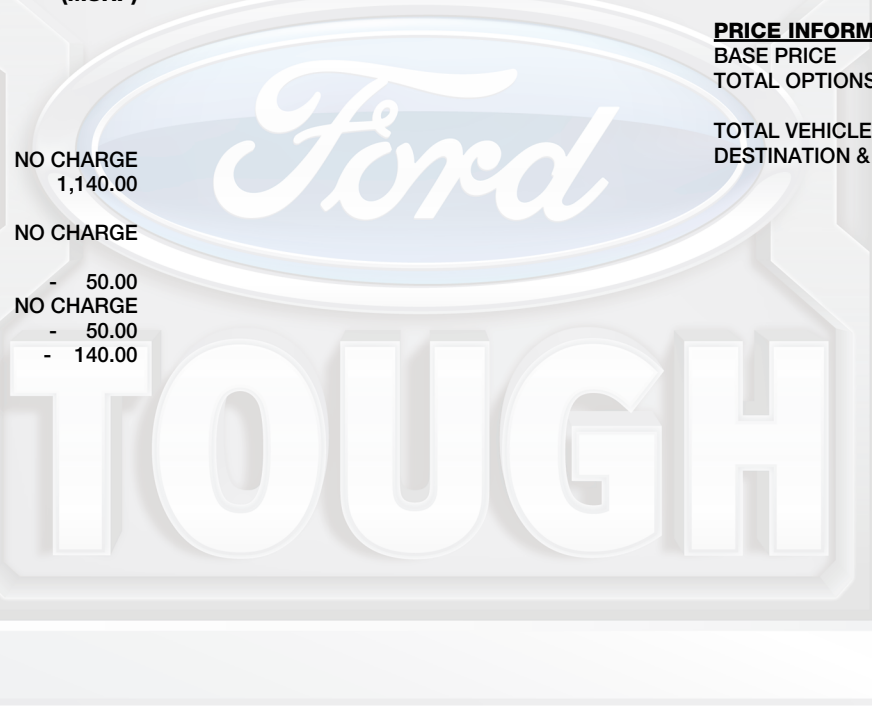 PRICE INFORM
BASE PRICE
TOTAL OPTIONS
TOTAL VEHICLE
DESTINATION &
NO CHARGE
1,140.00
NO CHARGE
- 50.00
NO CHARGE
- 50.00
- 140.00
Ford
TOUGH